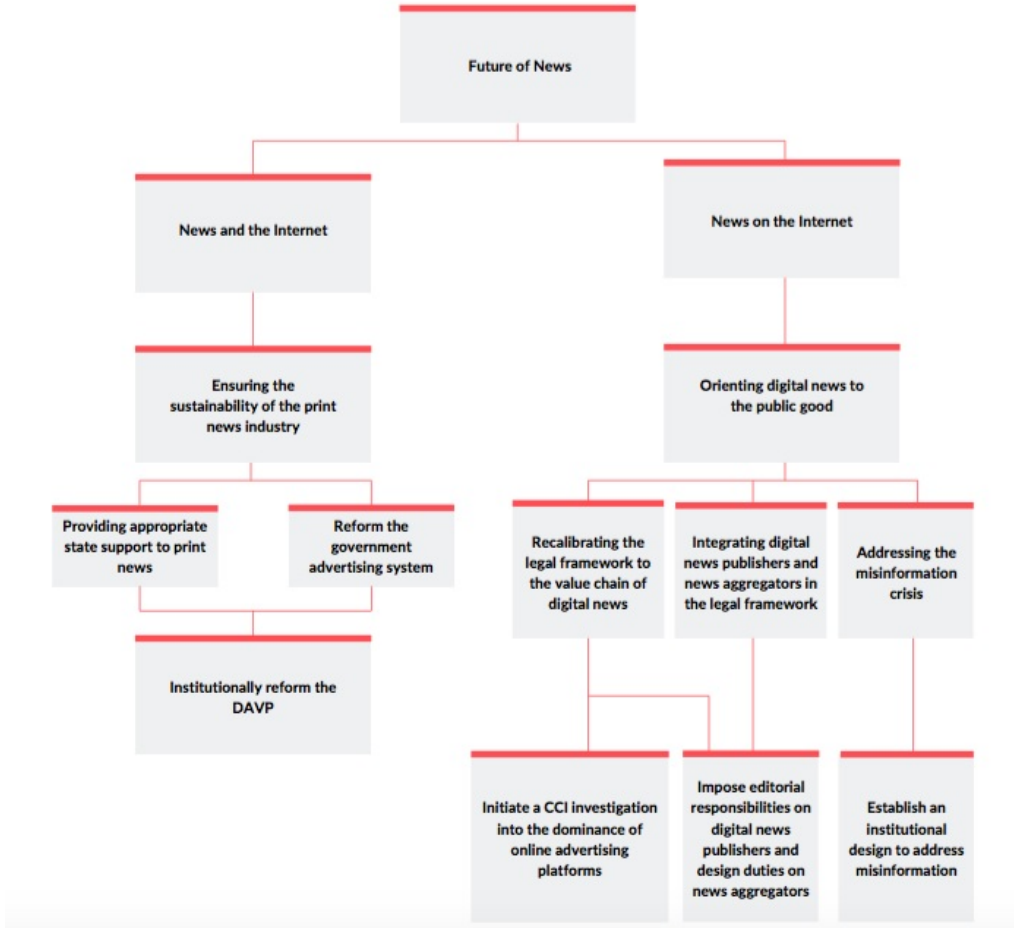 Future of News
News and the Internet
News on the Internet
Ensuring the
sustainability of the print
news industry
Orienting digital news to
the public good
Providing appropriate
state support to print
news
Reform the
government
advertising system
Recalibrating the
legal framework to
the value chain of
digital news
Integrating digital
news publishers and
news aggregators in
the legal framework
Addressing the
misinformation
crisis
Institutionally reform the
DAVP
Initiate a CCI investigation
into the dominance of
online advertising
platforms
Impose editorial
responsibilities on
digital news
publishers and
design duties on
news aggregators
Establish an
institutional
design to address
misinformation